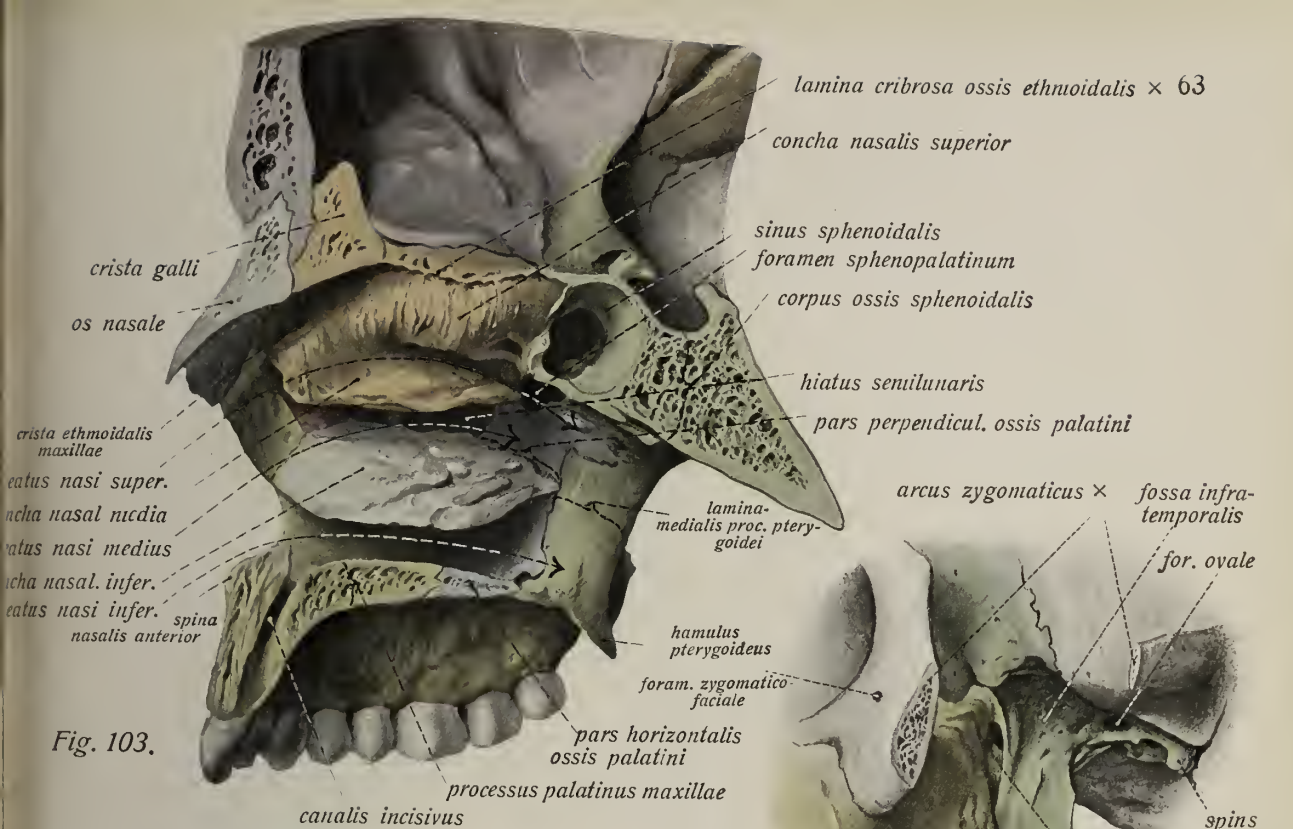 lamina cribrosa ossis ethmoidalis × 63
concha nasalis superior
sinus sphenoidalis
foramen sphenopalatinum
corpus ossis sphenoidalis
hiatus semilunaris
pars perpendicul. ossis palatini
crista galli
os nasale
crista ethmoidalis
maxillae
eatus nasi super.
ncha nasal media
atus nasi medius
ncha nasal. infer.
eatus nasi infer.
spina
nasalis anterior
lamina-
medialis proc. ptery-
goidei
hamulus
pterygoideus
foram. zygomatico-
faciale
arcus zygomaticus ×
fossa infra-
temporalis
for. ovale
spins
Fig. 103.
pars horizontalis
ossis palatini
processus palatinus maxillae
canalis incisivus